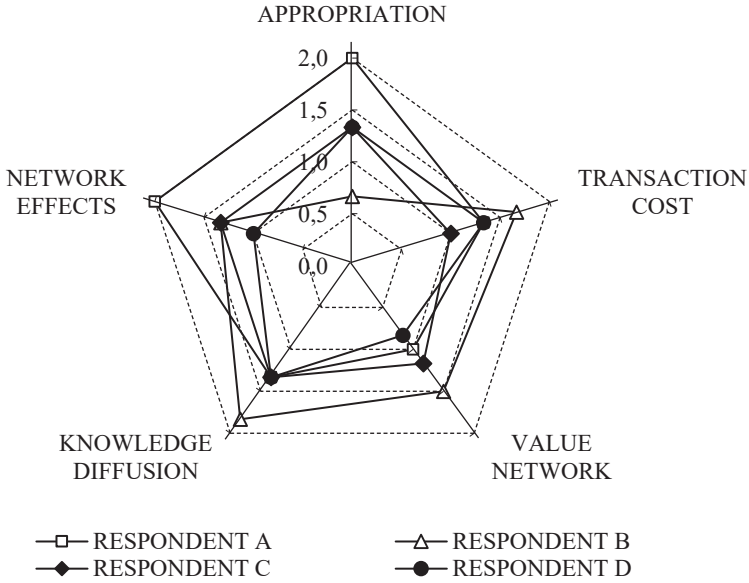 APPROPRIATION
2,0
1,5
1,0
0,5
0,0
NETWORK
EFFECTS
TRANSACTION
COST
KNOWLEDGE
DIFFUSION
VALUE
NETWORK
RESPONDENT A
RESPONDENT B
RESPONDENT C
RESPONDENT D